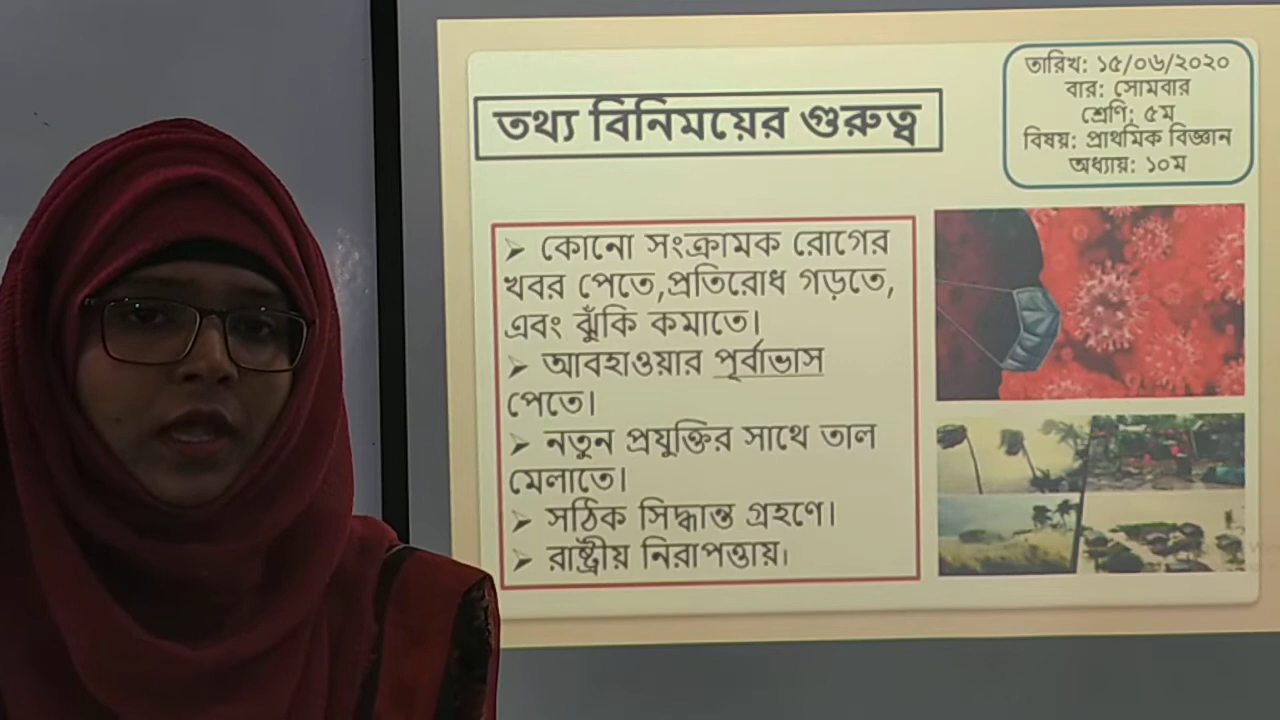 তথ্য বিনিময়ের গুরুত্ব
তারিখ: ১৫/০৬/২০২০
বার: সোমবার
শ্রেণি: ৫ম
বিষয়: প্রাথমিক বিজ্ঞান
অধ্যায়: ১০ম
➢ কোনো সংক্রামক রোগের
খবর পেতে,প্রতিরোধ গড়তে,
এবং ঝুঁকি কমাতে।
➢ আবহাওয়ার পূর্বাভাস
পেতে।
➢ নতুন প্রযুক্তির সাথে তাল
মেলাতে।
➢ সঠিক সিদ্ধান্ত গ্রহণে।
➢ রাষ্ট্রীয় নিরাপত্তায়।